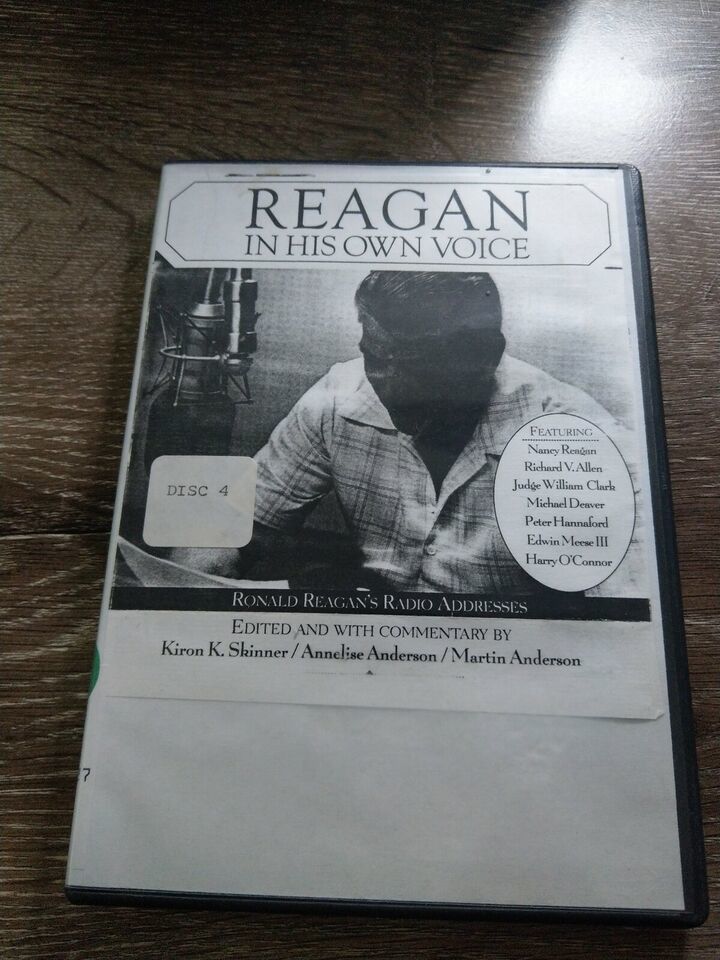 REAGAN
IN HIS OWN VOICE
FEATURING
Nancy Reagan
Richard V. Allen
Judge William Clark
Michael Deaver
Peter Hannaford
Edwin Meese III
Harry O'Connor
DISC 4
RONALD REAGAN'S RADIO ADDRESSES
EDITED AND WITH COMMENTARY BY
Kiron K. Skinner / Annelise Anderson / Martin Anderson
7